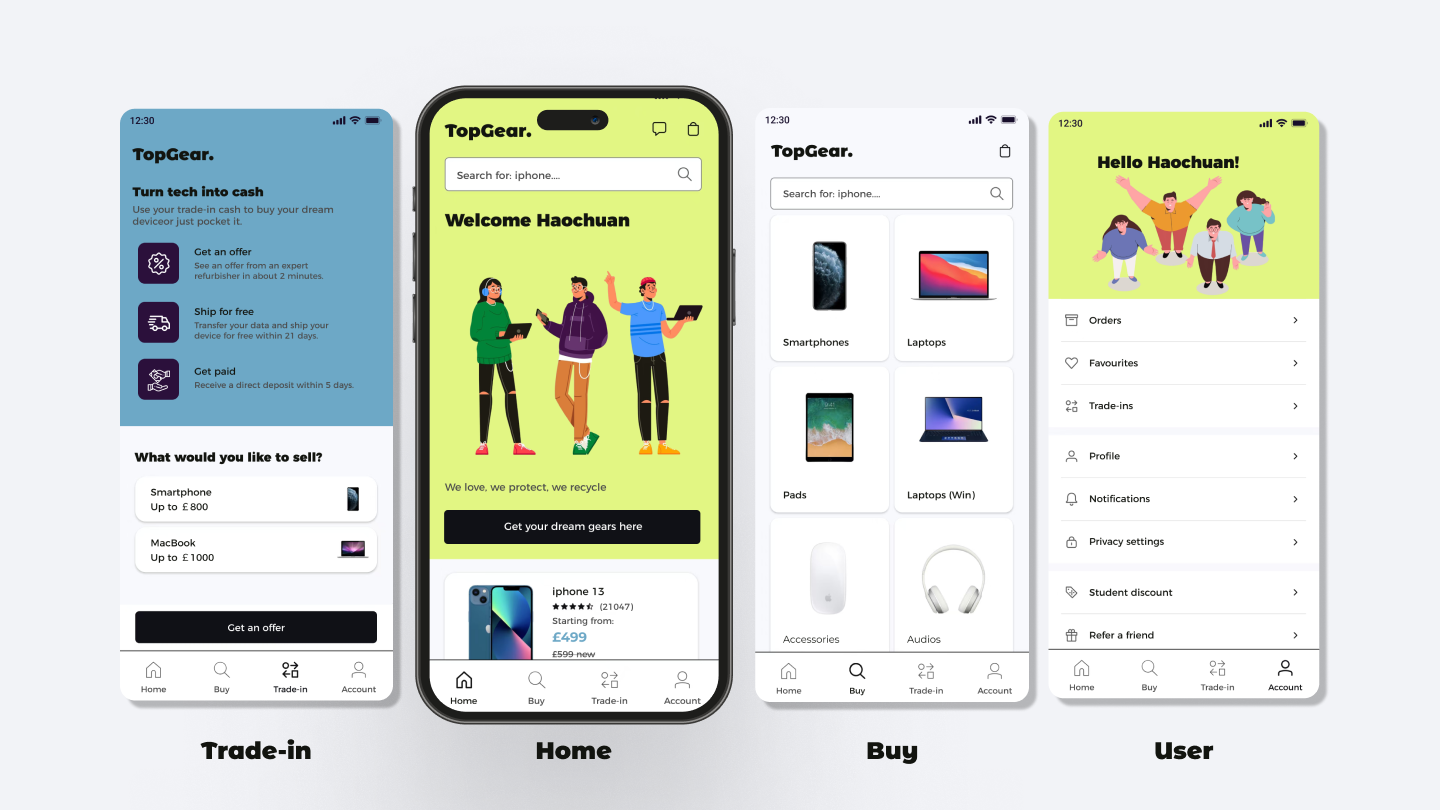 12:30
TopGear.
Turn tech into cash
Use your trade-in cash to buy your dream
deviceor just pocket it.
Get an offer
See an offer from an expert
refurbisher in about 2 minutes.
Ship for free
Transfer your data and ship your
device for free within 21 days.
Get paid
Receive a direct deposit within 5 days.
What would you like to sell?
Smartphone
Up to £800
MacBook
Up to £1000
Get an offer
Home
Buy
Trade-in
Account
Trade-in
TopGear.
Search for: iphone....
Welcome Haochuan
We love, we protect, we recycle
Get your dream gears here
iphone 13
(21047)
Starting from:
£499
£599 new
Home
Buy
Trade-in
Account
Home
12:30
TopGear.
Search for: iphone....
Smartphones
Laptops
Pads
Laptops (Win)
Accessories
Audios
Home
Buy
Trade-in
Account
Buy
12:30
Hello Haochuan!
Orders
Favourites
Trade-ins
Profile
Notifications
Privacy settings
Student discount
Refer a friend
Home
Buy
Trade-in
Account
User